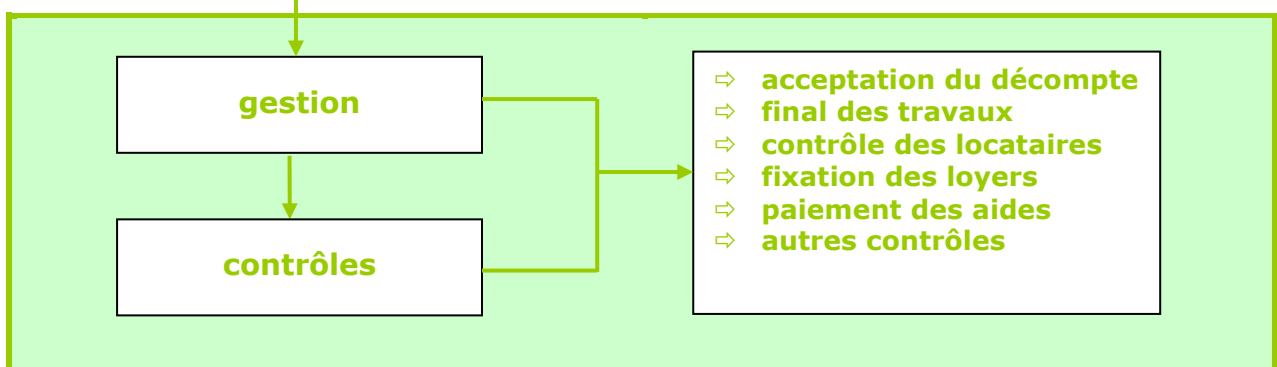 gestion
contrôles
⇨ acceptation du décompte
⇨ final des travaux
⇨ contrôle des locataires
⇨ fixation des loyers
⇨ paiement des aides
⇨ autres contrôles